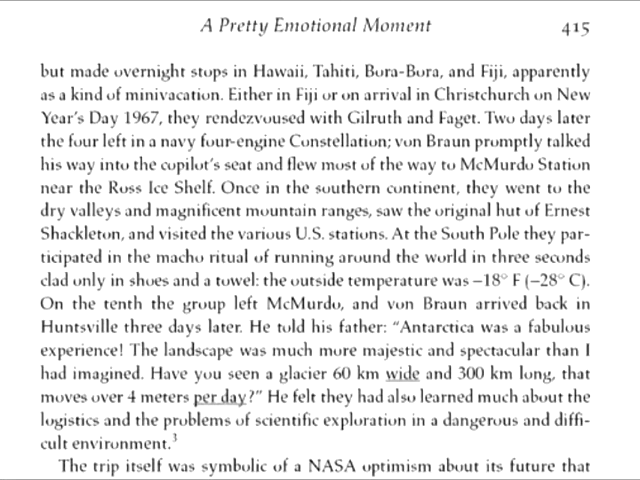 A Pretty Emotional Moment 415
but made overnight stops in Hawaii, Tahiti, Bora-Bora, and Fiji, apparently
as a kind of minivacation. Either in Fiji or on arrival in Christchurch on New
Year's Day 1967, they rendezvoused with Gilruth and Faget. Two days later
the four left in a navy four-engine Constellation; von Braun promptly talked
his way into the copilot's seat and flew most of the way to McMurdo Station
near the Ross Ice Shelf. Once in the southern continent, they went to the
dry valleys and magnificent mountain ranges, saw the original hut of Ernest
Shackleton, and visited the various U.S. stations. At the South Pole they par-
ticipated in the macho ritual of running around the world in three seconds
clad only in shoes and a towel: the outside temperature was –18° F (–28° C).
On the tenth the group left McMurdo, and von Braun arrived back in
Huntsville three days later. He told his father: “Antarctica was a fabulous
experience! The landscape was much more majestic and spectacular than I
had imagined. Have you seen a glacier 60 km wide and 300 km long, that
moves over 4 meters per day?” He felt they had also learned much about the
logistics and the problems of scientific exploration in a dangerous and diffi-
cult environment.3
The trip itself was symbolic of a NASA optimism about its future that